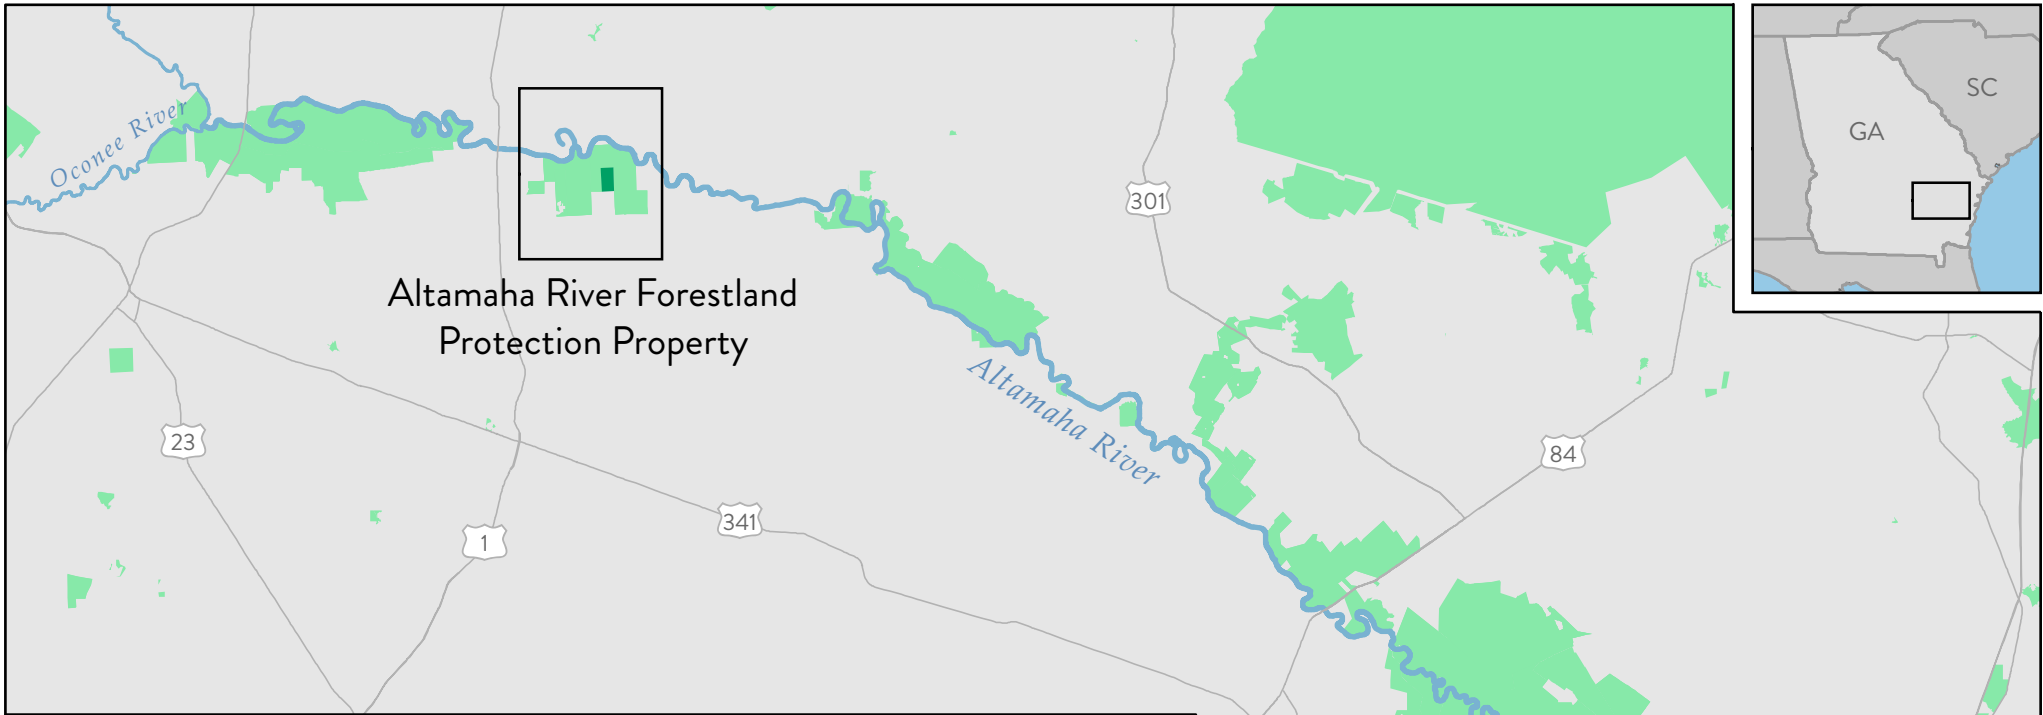 Oconee River
Altamaha River Forestland
Protection Property
301
Altamaha River
23
1
341
84
SC
GA